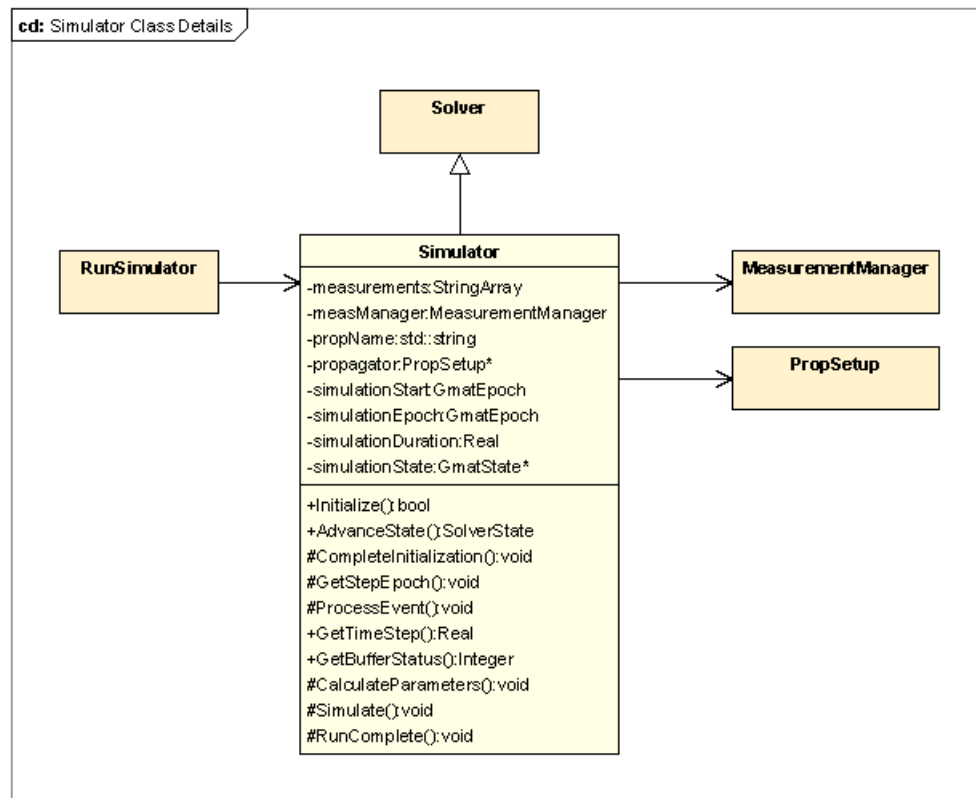 cd: Simulator Class Details
Solver
RunSimulator
Simulator
-measurements:StringArray
-measManager:MeasurementManager
-propName:std::string
-propagator:PropSetup*
-simulationStart:GmatEpoch
-simulationEpoch:GmatEpoch
-simulationDuration:Real
-simulationState:GmatState*
+Initialize():bool
+AdvanceState():SolverState
#CompleteInitialization():void
#GetStepEpoch():void
#ProcessEvent():void
+GetTimeStep():Real
+GetBufferStatus():Integer
#CalculateParameters():void
#Simulate():void
#RunComplete():void
MeasurementManager
PropSetup